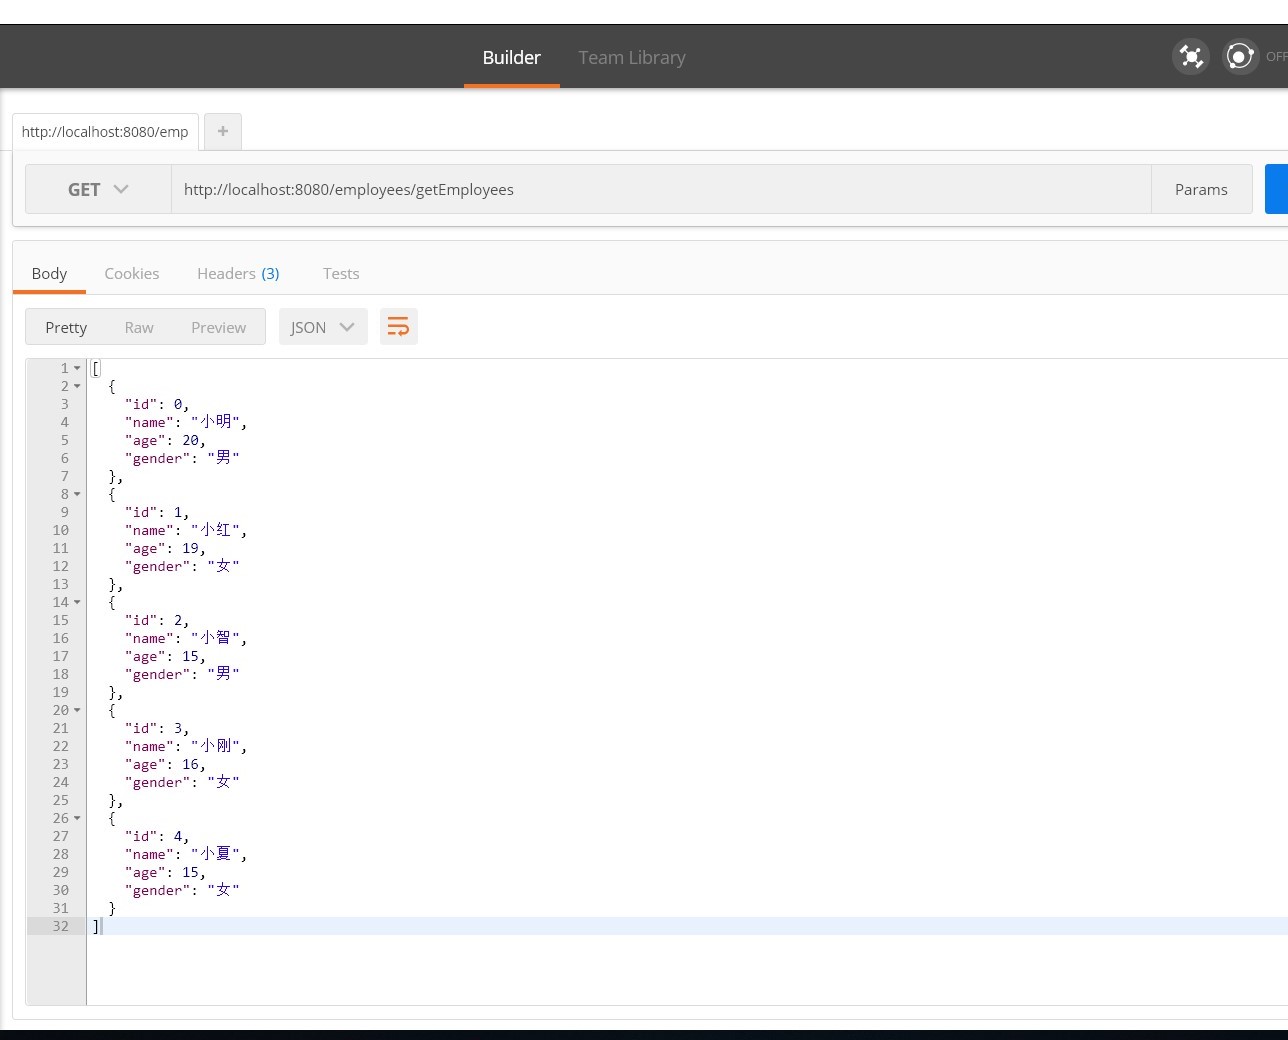 Builder Team Library OFF
http://localhost:8080/emp +
GET http://localhost:8080/employees/getEmployees Params
Body Cookies Headers (3) Tests
Pretty Raw Preview JSON
1 [
2 {
3 "id": 0,
4 "name": "小明",
5 "age": 20,
6 "gender": "男"
7 },
8 {
9 "id": 1,
10 "name": "小红",
11 "age": 19,
12 "gender": "女"
13 },
14 {
15 "id": 2,
16 "name": "小智",
17 "age": 15,
18 "gender": "男"
19 },
20 {
21 "id": 3,
22 "name": "小刚",
23 "age": 16,
24 "gender": "女"
25 },
26 {
27 "id": 4,
28 "name": "小夏",
29 "age": 15,
30 "gender": "女"
31 }
32 ]